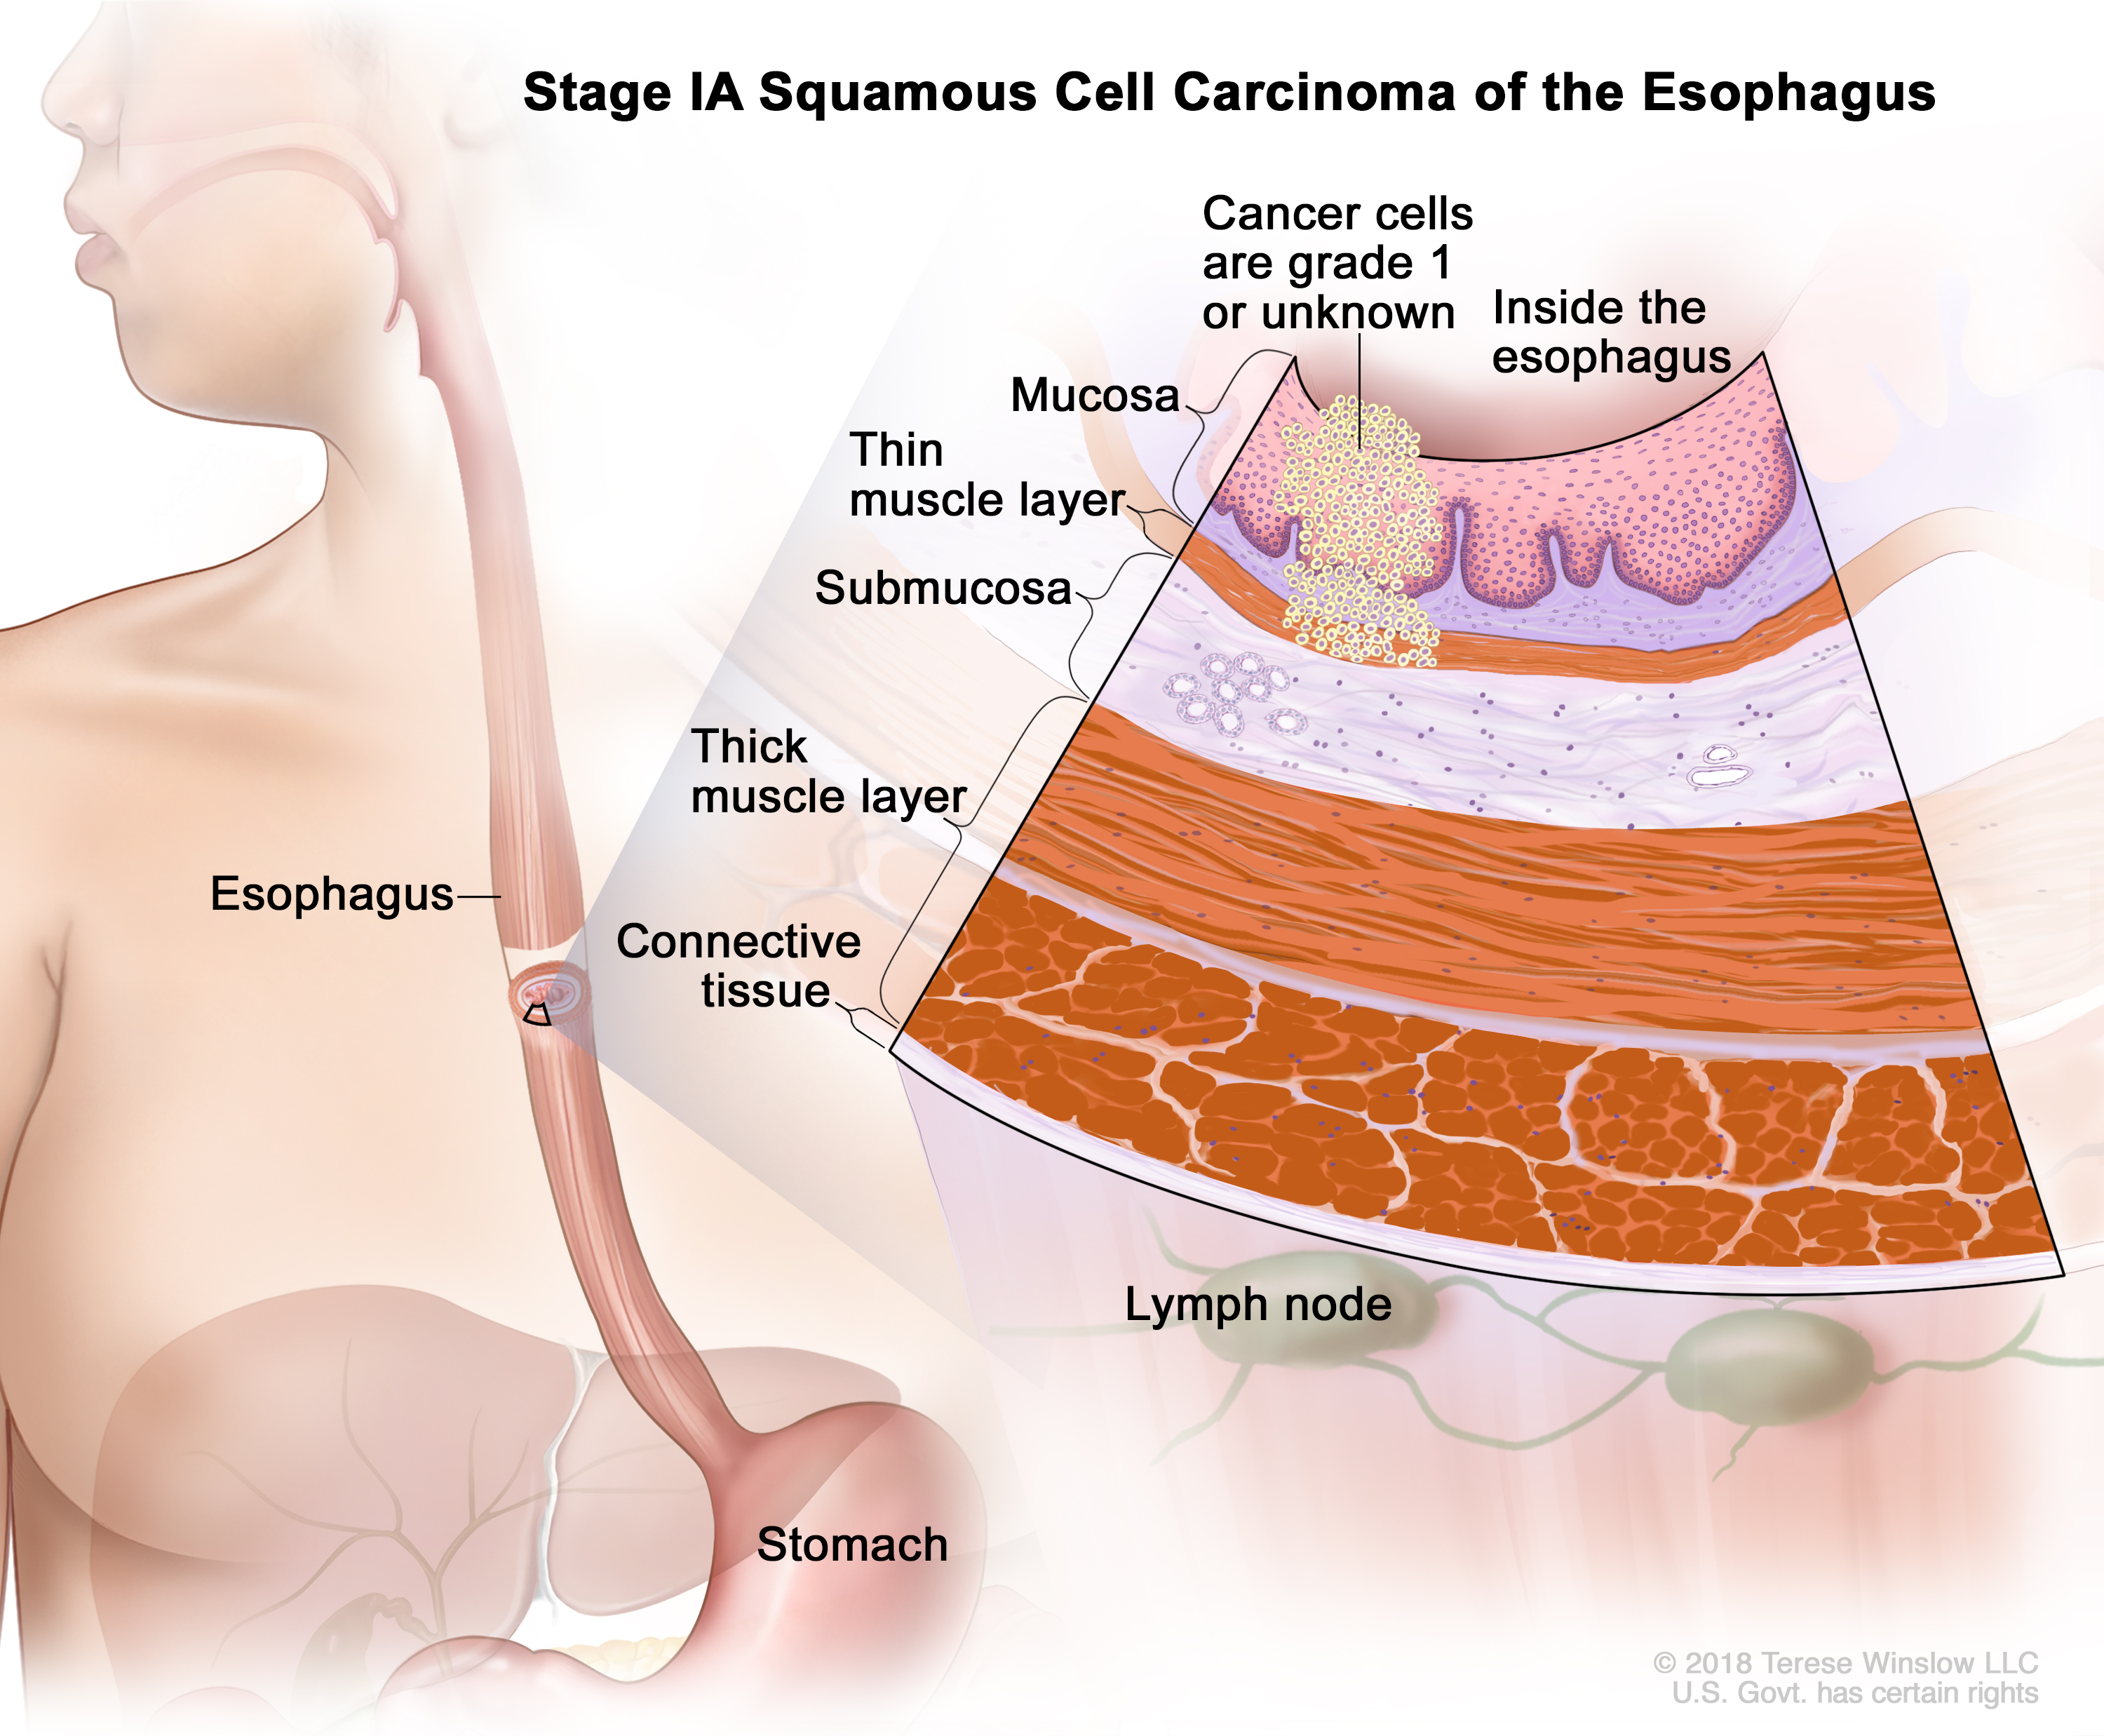 Stage IA Squamous Cell Carcinoma of the Esophagus
Cancer cells
are grade 1
or unknown
Inside the
esophagus
Mucosa
Thin
muscle layer
Submucosa
Thick
muscle layer
Esophagus
Connective
tissue
Lymph node
Stomach
© 2018 Terese Winslow LLC
U.S. Govt. has certain rights